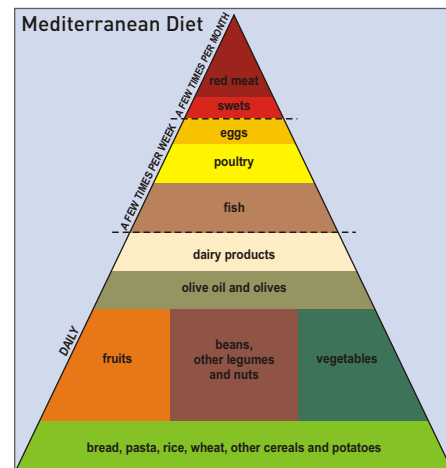 Mediterranean Diet
A FEW TIMES PER MONTH
red meat
swets
A FEW TIMES PER WEEK
eggs
poultry
fish
DAILY
dairy products
olive oil and olives
fruits
beans,
other legumes
and nuts
vegetables
bread, pasta, rice, wheat, other cereals and potatoes